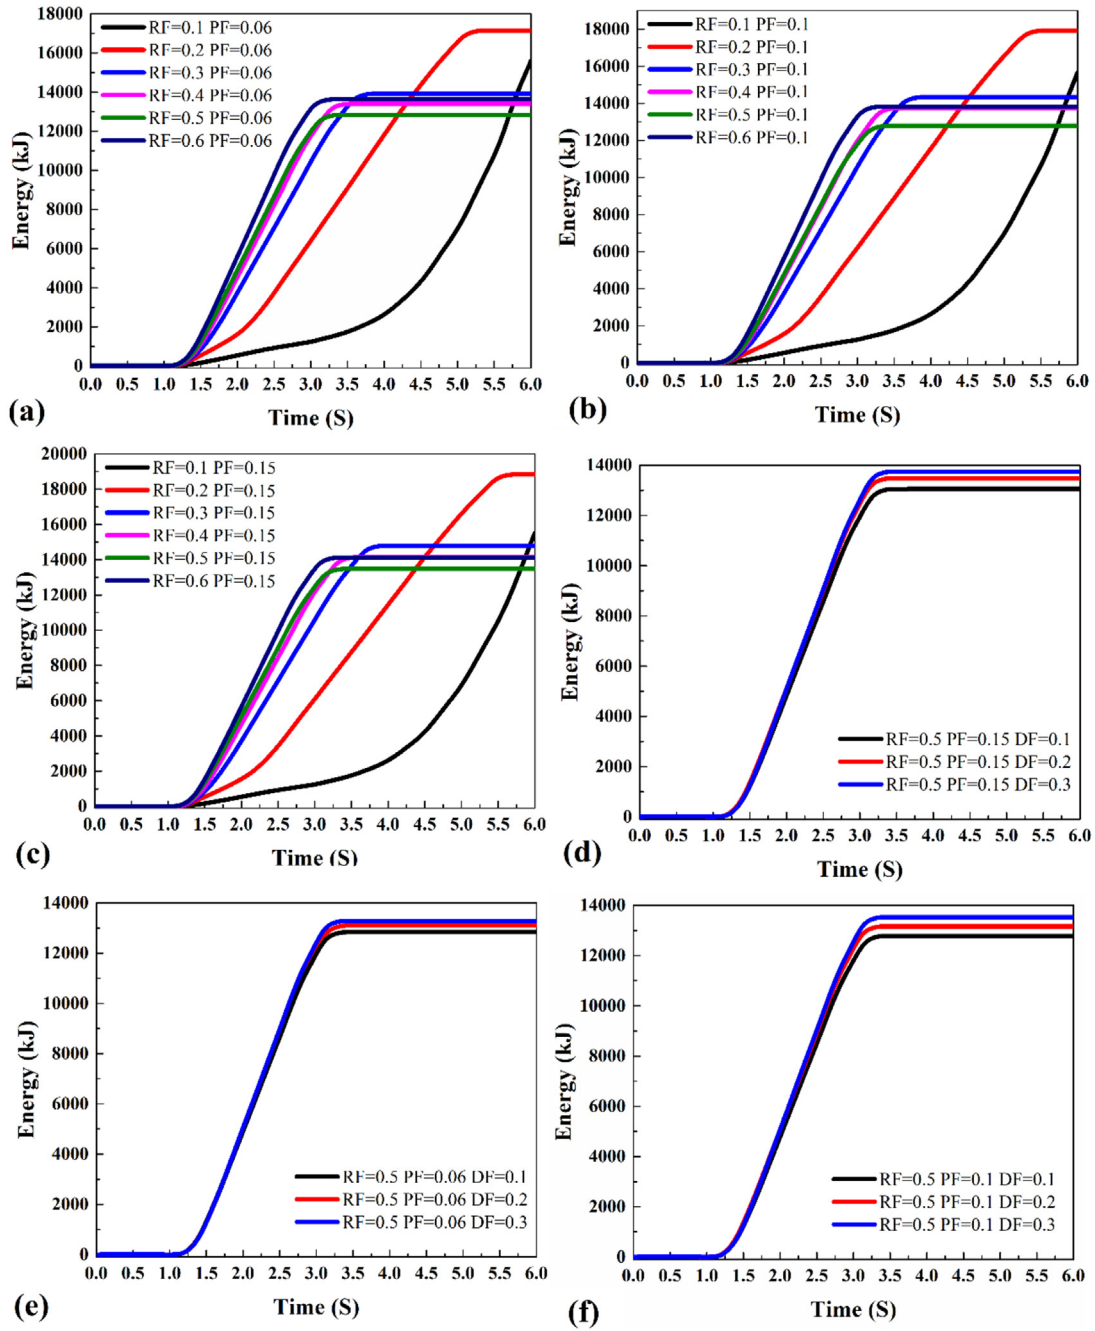 18000
16000
14000
12000
10000
8000
6000
4000
2000
0
Energy (kJ)
RF=0.1 PF=0.06
RF=0.2 PF=0.06
RF=0.3 PF=0.06
RF=0.4 PF=0.06
RF=0.5 PF=0.06
RF=0.6 PF=0.06
0.0 0.5 1.0 1.5 2.0 2.5 3.0 3.5 4.0 4.5 5.0 5.5 6.0
Time (S)
(a)
18000
16000
14000
12000
10000
8000
6000
4000
2000
0
Energy (kJ)
RF=0.1 PF=0.1
RF=0.2 PF=0.1
RF=0.3 PF=0.1
RF=0.4 PF=0.1
RF=0.5 PF=0.1
RF=0.6 PF=0.1
0.0 0.5 1.0 1.5 2.0 2.5 3.0 3.5 4.0 4.5 5.0 5.5 6.0
Time (S)
(b)
20000
18000
16000
14000
12000
10000
8000
6000
4000
2000
0
Energy (kJ)
RF=0.1 PF=0.15
RF=0.2 PF=0.15
RF=0.3 PF=0.15
RF=0.4 PF=0.15
RF=0.5 PF=0.15
RF=0.6 PF=0.15
0.0 0.5 1.0 1.5 2.0 2.5 3.0 3.5 4.0 4.5 5.0 5.5 6.0
Time (S)
(c)
14000
12000
10000
8000
6000
4000
2000
0
Energy (kJ)
RF=0.5 PF=0.15 DF=0.1
RF=0.5 PF=0.15 DF=0.2
RF=0.5 PF=0.15 DF=0.3
0.0 0.5 1.0 1.5 2.0 2.5 3.0 3.5 4.0 4.5 5.0 5.5 6.0
Time (S)
(d)
14000
12000
10000
8000
6000
4000
2000
0
Energy (kJ)
RF=0.5 PF=0.06 DF=0.1
RF=0.5 PF=0.06 DF=0.2
RF=0.5 PF=0.06 DF=0.3
0.0 0.5 1.0 1.5 2.0 2.5 3.0 3.5 4.0 4.5 5.0 5.5 6.0
Time (S)
(e)
14000
12000
10000
8000
6000
4000
2000
0
Energy (kJ)
RF=0.5 PF=0.1 DF=0.1
RF=0.5 PF=0.1 DF=0.2
RF=0.5 PF=0.1 DF=0.3
0.0 0.5 1.0 1.5 2.0 2.5 3.0 3.5 4.0 4.5 5.0 5.5 6.0
Time (S)
(f)